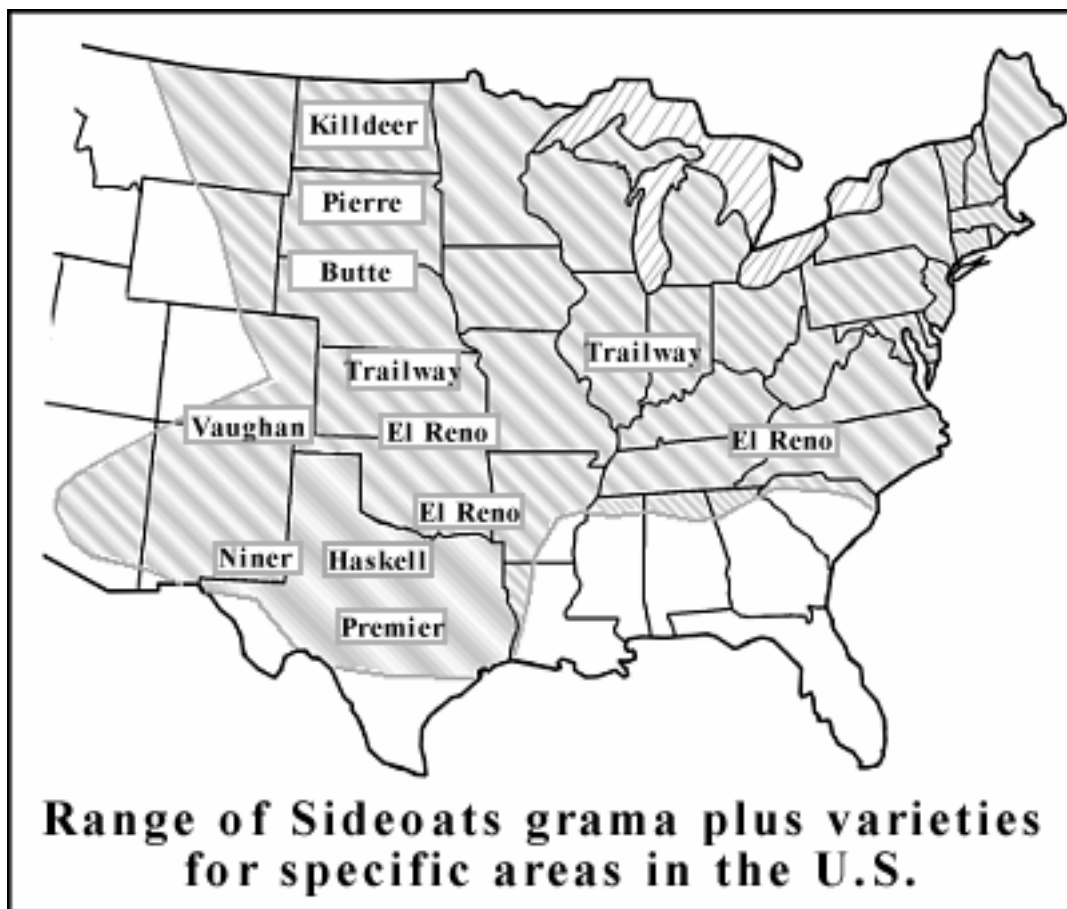 Killdeer
Pierre
Butte
Trailway
Trailway
Vaughan
El Reno
El Reno
El Reno
Niner
Haskell
Premier
Range of Sideoats grama plus varieties
for specific areas in the U.S.